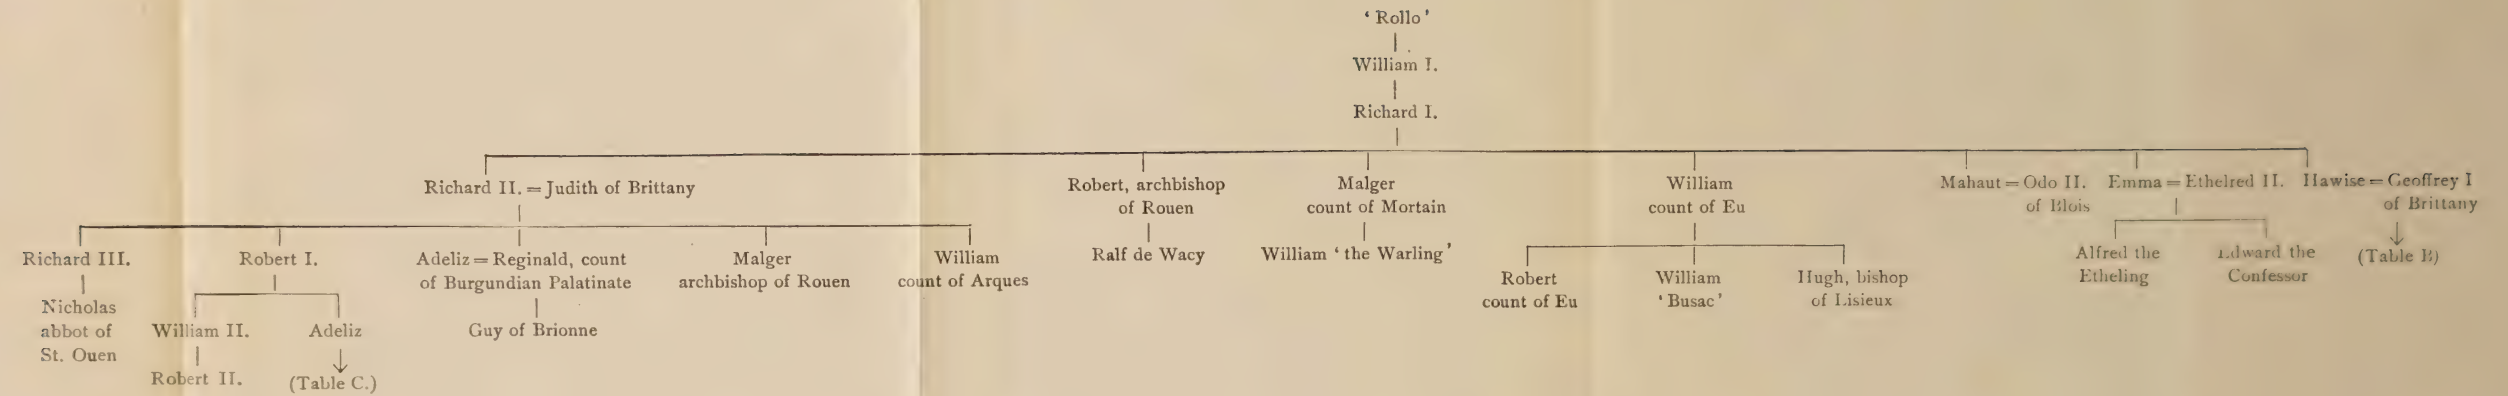 ‘ Rollo ’
William I.
Richard I.
Richard II. = Judith of Brittany
Robert, archbishop
of Rouen
Malger
count of Mortain
William
count of Eu
Mahaut = Odo II.
of Blois
Emma = Ethelred II.
Hawise = Geoffrey I
of Brittany
Richard III.
Robert I.
Adeliz = Reginald, count
of Burgundian Palatinate
Malger
archbishop of Rouen
William
count of Arques
Ralf de Wacy
William ‘ the Warling ’
Robert
count of Eu
William
‘ Busac ’
Hugh, bishop
of Lisieux
Alfred the
Etheling
Edward the
Confessor
(Table B)
Nicholas
abbot of
St. Ouen
William II.
Adeliz
Guy of Brionne
Robert II.
(Table C.)